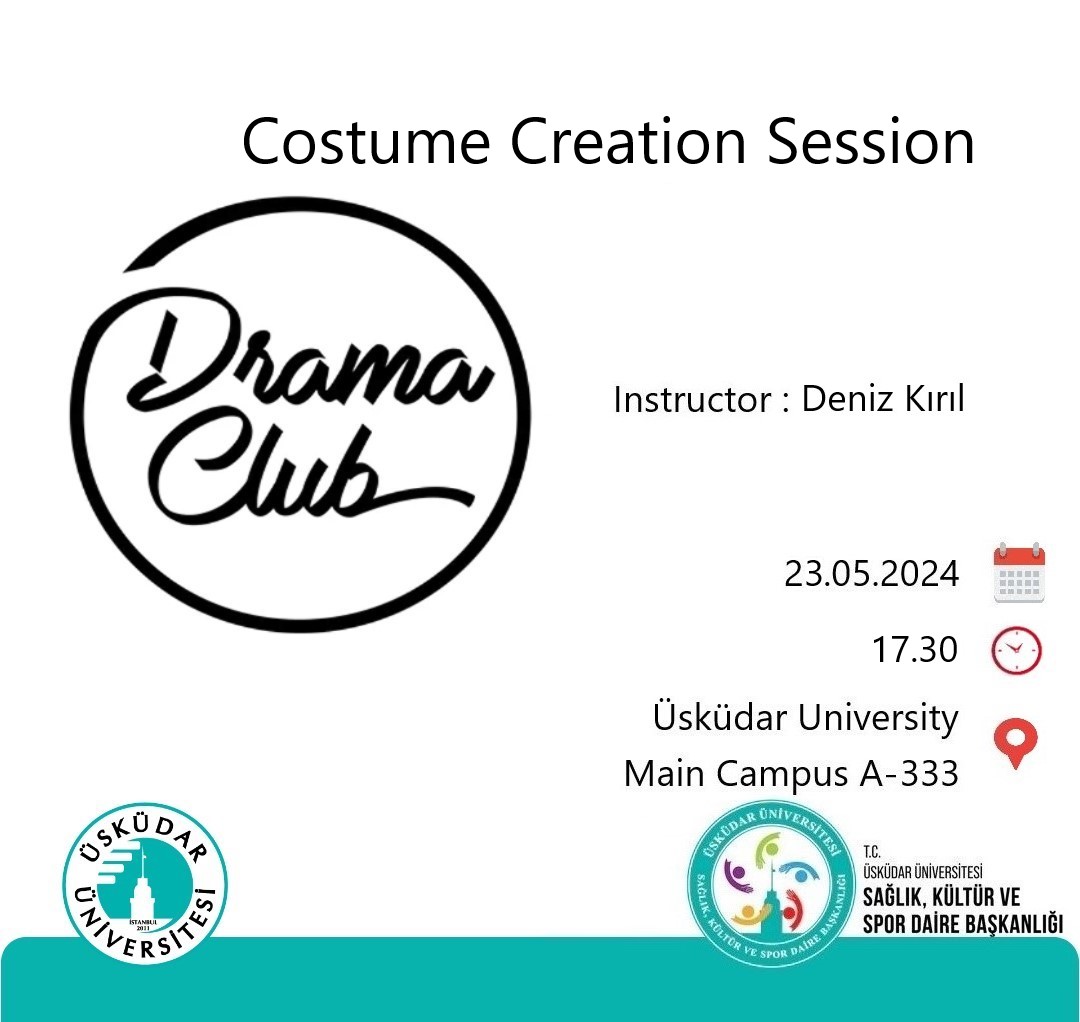 Costume Creation Session
Drama
Club
Instructor : Deniz Kırıl
23.05.2024
17.30
Üsküdar University
Main Campus A-333
ÜSKÜDAR
ÜNİVERSİTESİ
İSTANBUL
2011
ÜSKÜDAR ÜNİVERSİTESİ
SAĞLIK, KÜLTÜR VE SPOR DAİRE BAŞKANLIĞI
T.C.
ÜSKÜDAR ÜNİVERSİTESİ
SAĞLIK, KÜLTÜR VE
SPOR DAİRE BAŞKANLIĞI